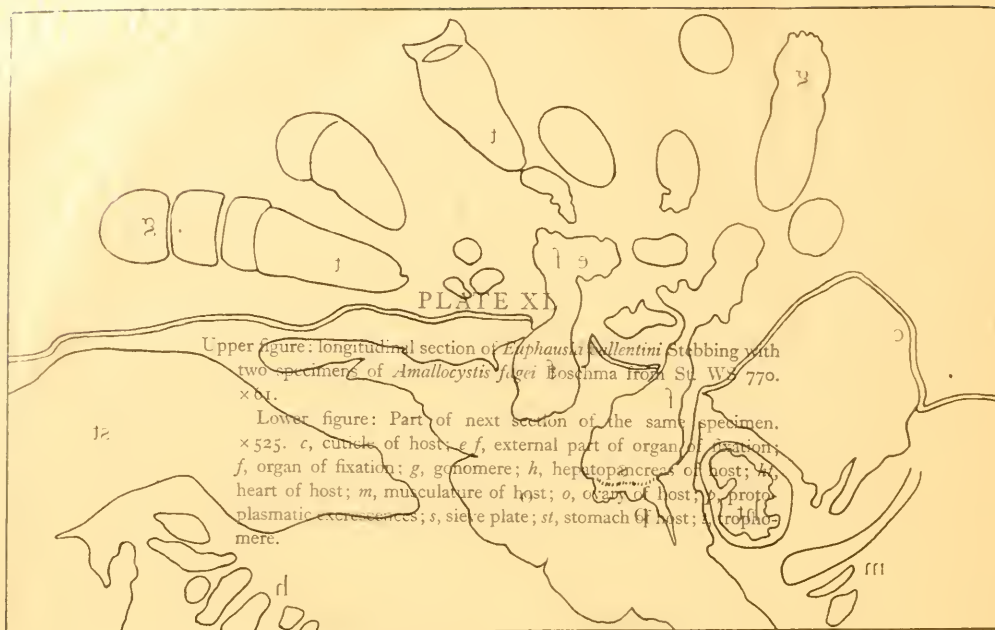 PLATE XI
Upper figure: longitudinal section of Euphausia vallentini Stebbing with
two specimens of Amallocystis fagei Boschma from St. WS 770.
× 61.
Lower figure: Part of next section of the same specimen.
× 525. c, cuticle of host; e f, external part of organ of fixation;
f, organ of fixation; g, gonomere; h, hepatopancreas of host; ht,
heart of host; m, musculature of host; o, ovary of host; p, proto-
plasmatic excrescences; s, sieve plate; st, stomach of host; t, tropho-
mere.
g
t
g
t
e f
t
c
f
st
s
o
p
ht
m
h